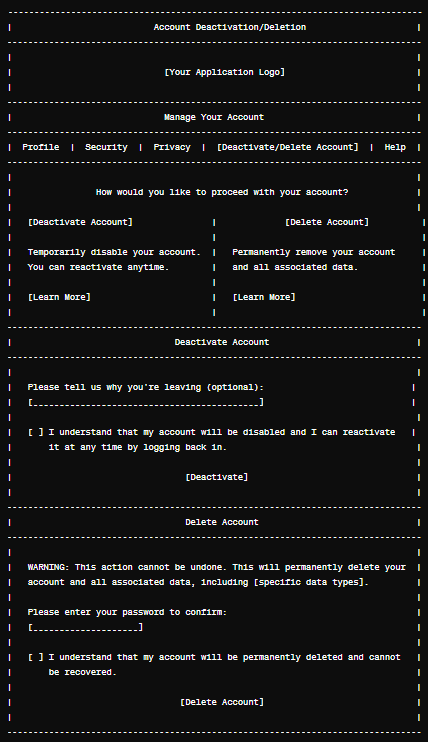 Account Deactivation/Deletion
[Your Application Logo]
Manage Your Account
| Profile | Security | Privacy | [Deactivate/Delete Account] | Help |
How would you like to proceed with your account?
[Deactivate Account] | [Delete Account]
Temporarily disable your account. | Permanently remove your account
You can reactivate anytime. | and all associated data.
[Learn More] | [Learn More]
Deactivate Account
Please tell us why you're leaving (optional):
[___________________________________________]
[ ] I understand that my account will be disabled and I can reactivate
it at any time by logging back in.
[Deactivate]
Delete Account
WARNING: This action cannot be undone. This will permanently delete your
account and all associated data, including [specific data types].
Please enter your password to confirm:
[____________________]
[ ] I understand that my account will be permanently deleted and cannot
be recovered.
[Delete Account]